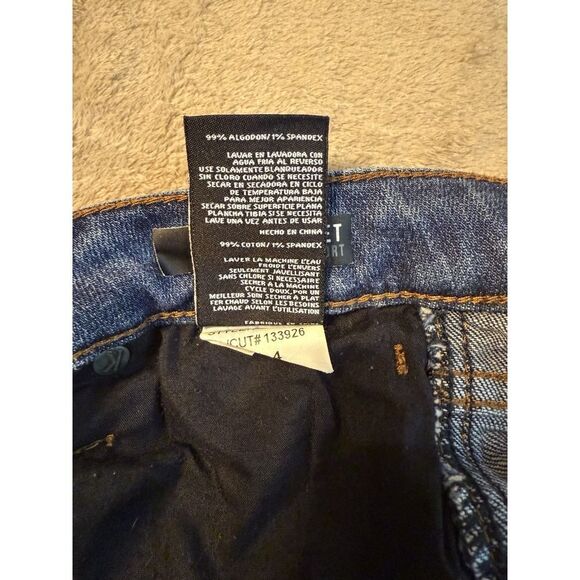 99% ALGODON/1% SPANDEX
LAVAR EN LAVADORA CON
AGUA FRIA AL REVERSO
USE SOLAMENTE BLANQUEADOR
SIN CLORO CUANDO SE NECESITE
SECAR EN SECADORA EN CICLO
DE TEMPERATURA BAJA
PARA MEJOR APARIENCIA
SECAR SOBRE SUPERFICIE PLANA
PLANCHA TIBIA SI SE NECESITA
LAVE UNA VEZ ANTES DE USAR
HECHO EN CHINA
99% COTON/1% SPANDEX
LAVER LA MACHINE L'EAU
FROIDE L'ENVERS
SEULEMENT JAVELLISANT
SANS CHLORE SI NECESSAIRE
SECHER A LA MACHINE
CYCLE DOUX, POUR UN
MEILLEUR SOIN SECHER A PLAT
FER CHAUD SELON LES BESOIN
LAVAGE AVANT L'UTILISATION
ET
ORT
/CUT# 133926
4